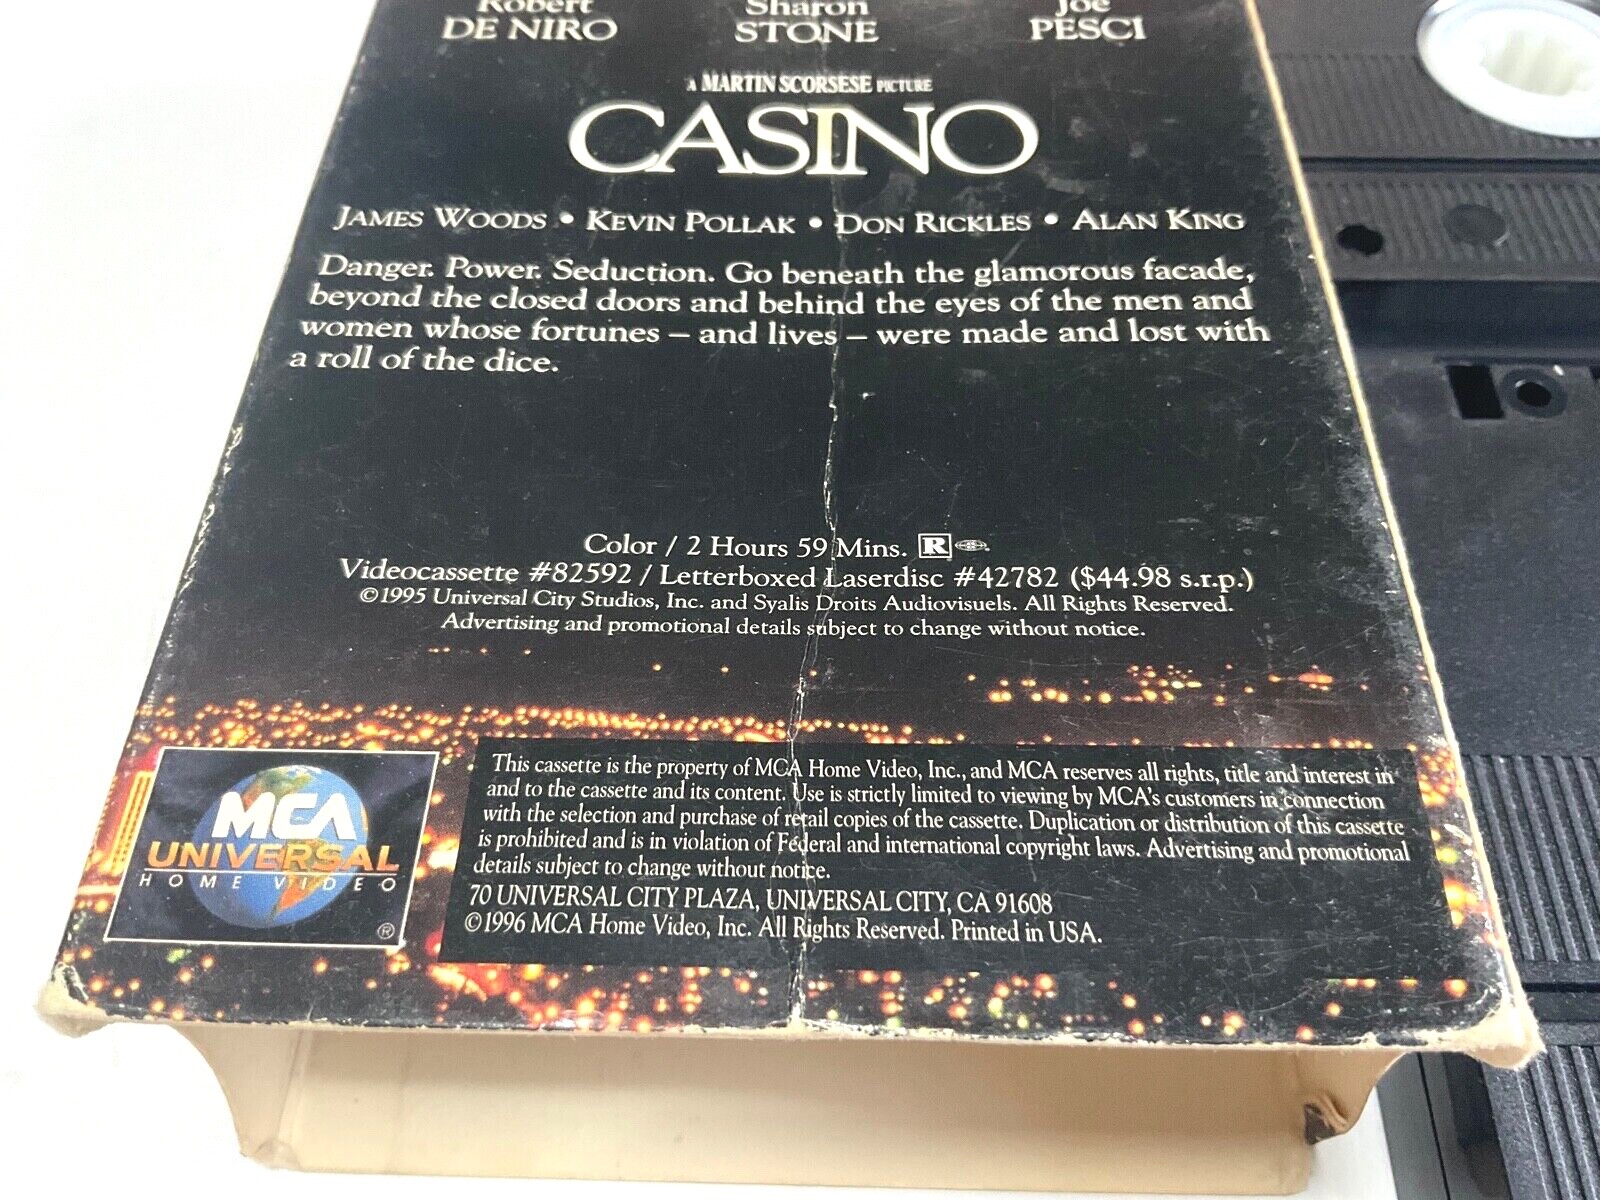 Robert Sharon Joe
DE NIRO STONE PESCI
A MARTIN SCORSESE PICTURE
CASINO
JAMES WOODS • KEVIN POLLAK • DON RICKLES • ALAN KING
Danger. Power. Seduction. Go beneath the glamorous facade,
beyond the closed doors and behind the eyes of the men and
women whose fortunes – and lives – were made and lost with
a roll of the dice.
Color / 2 Hours 59 Mins. R
Videocassette #82592 / Letterboxed Laserdisc #42782 ($44.98 s.r.p.)
©1995 Universal City Studios, Inc. and Syalis Droits Audiovisuels. All Rights Reserved.
Advertising and promotional details subject to change without notice.
MCA
UNIVERSAL
HOME VIDEO
®
This cassette is the property of MCA Home Video, Inc., and MCA reserves all rights, title and interest in
and to the cassette and its content. Use is strictly limited to viewing by MCA's customers in connection
with the selection and purchase of retail copies of the cassette. Duplication or distribution of this cassette
is prohibited and is in violation of Federal and international copyright laws. Advertising and promotional
details subject to change without notice.
70 UNIVERSAL CITY PLAZA, UNIVERSAL CITY, CA 91608
©1996 MCA Home Video, Inc. All Rights Reserved. Printed in USA.